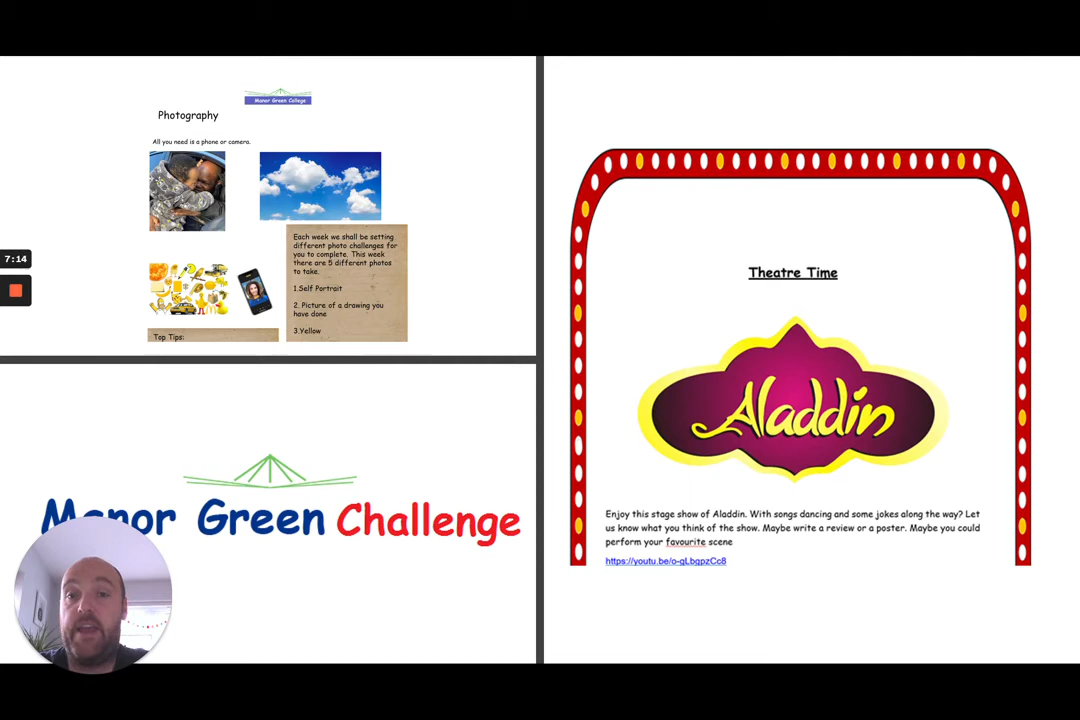 Manor Green College
Photography
All you need is a phone or camera.
Each week we shall be setting
different photo challenges for
you to complete. This week
there are 5 different photos
to take.
1.Self Portrait
2. Picture of a drawing you
have done
3.Yellow
Top Tips:
7:14
Manor Green Challenge
Theatre Time
Aladdin
Enjoy this stage show of Aladdin. With songs dancing and some jokes along the way? Let
us know what you think of the show. Maybe write a review or a poster. Maybe you could
perform your favourite scene
https://youtu.be/o-gLbgpzCc8